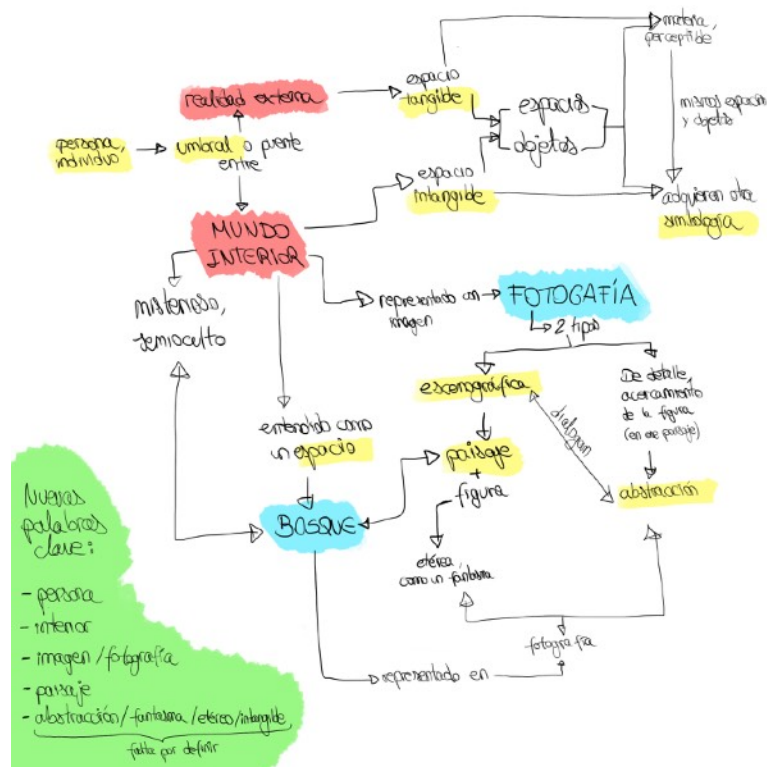 materia,
perceptible
realidad externa
espacio
tangible
mismos espacios
y objetos
espacios
objetos
persona,
individuo
umbral o puente
entre
espacio
intangible
adquieren otra
simbología
MUNDO
INTERIOR
misterioso,
semioculto
representado con
imagen
FOTOGRAFÍA
2 tipos
escenográfica
De detalle,
acercamiento
de la figura
(en ese paisaje)
dialogan
entendido como
un espacio
paisaje
+
figura
abstracción
BOSQUE
etérea,
como un fantasma
fotografía
representado en
Nuevas
palabras
clave:
- persona
- interior
- imagen/fotografía
- paisaje
- abstracción/fantasma/etéreo/intangible
falta por definir